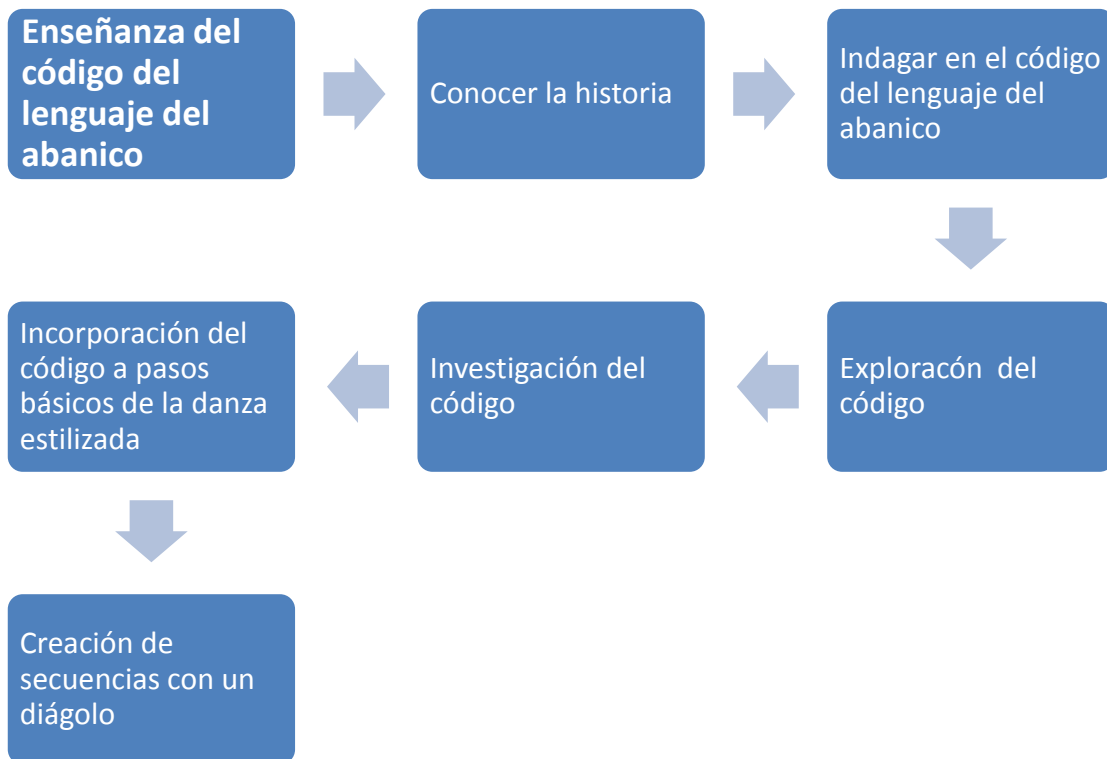 Enseñanza del
código del
lenguaje del
abanico
Conocer la historia
Indagar en el código
del lenguaje del
abanico
Exploracón  del
código
Investigación del
código
Incorporación del
código a pasos
básicos de la danza
estilizada
Creación de
secuencias con un
diágolo